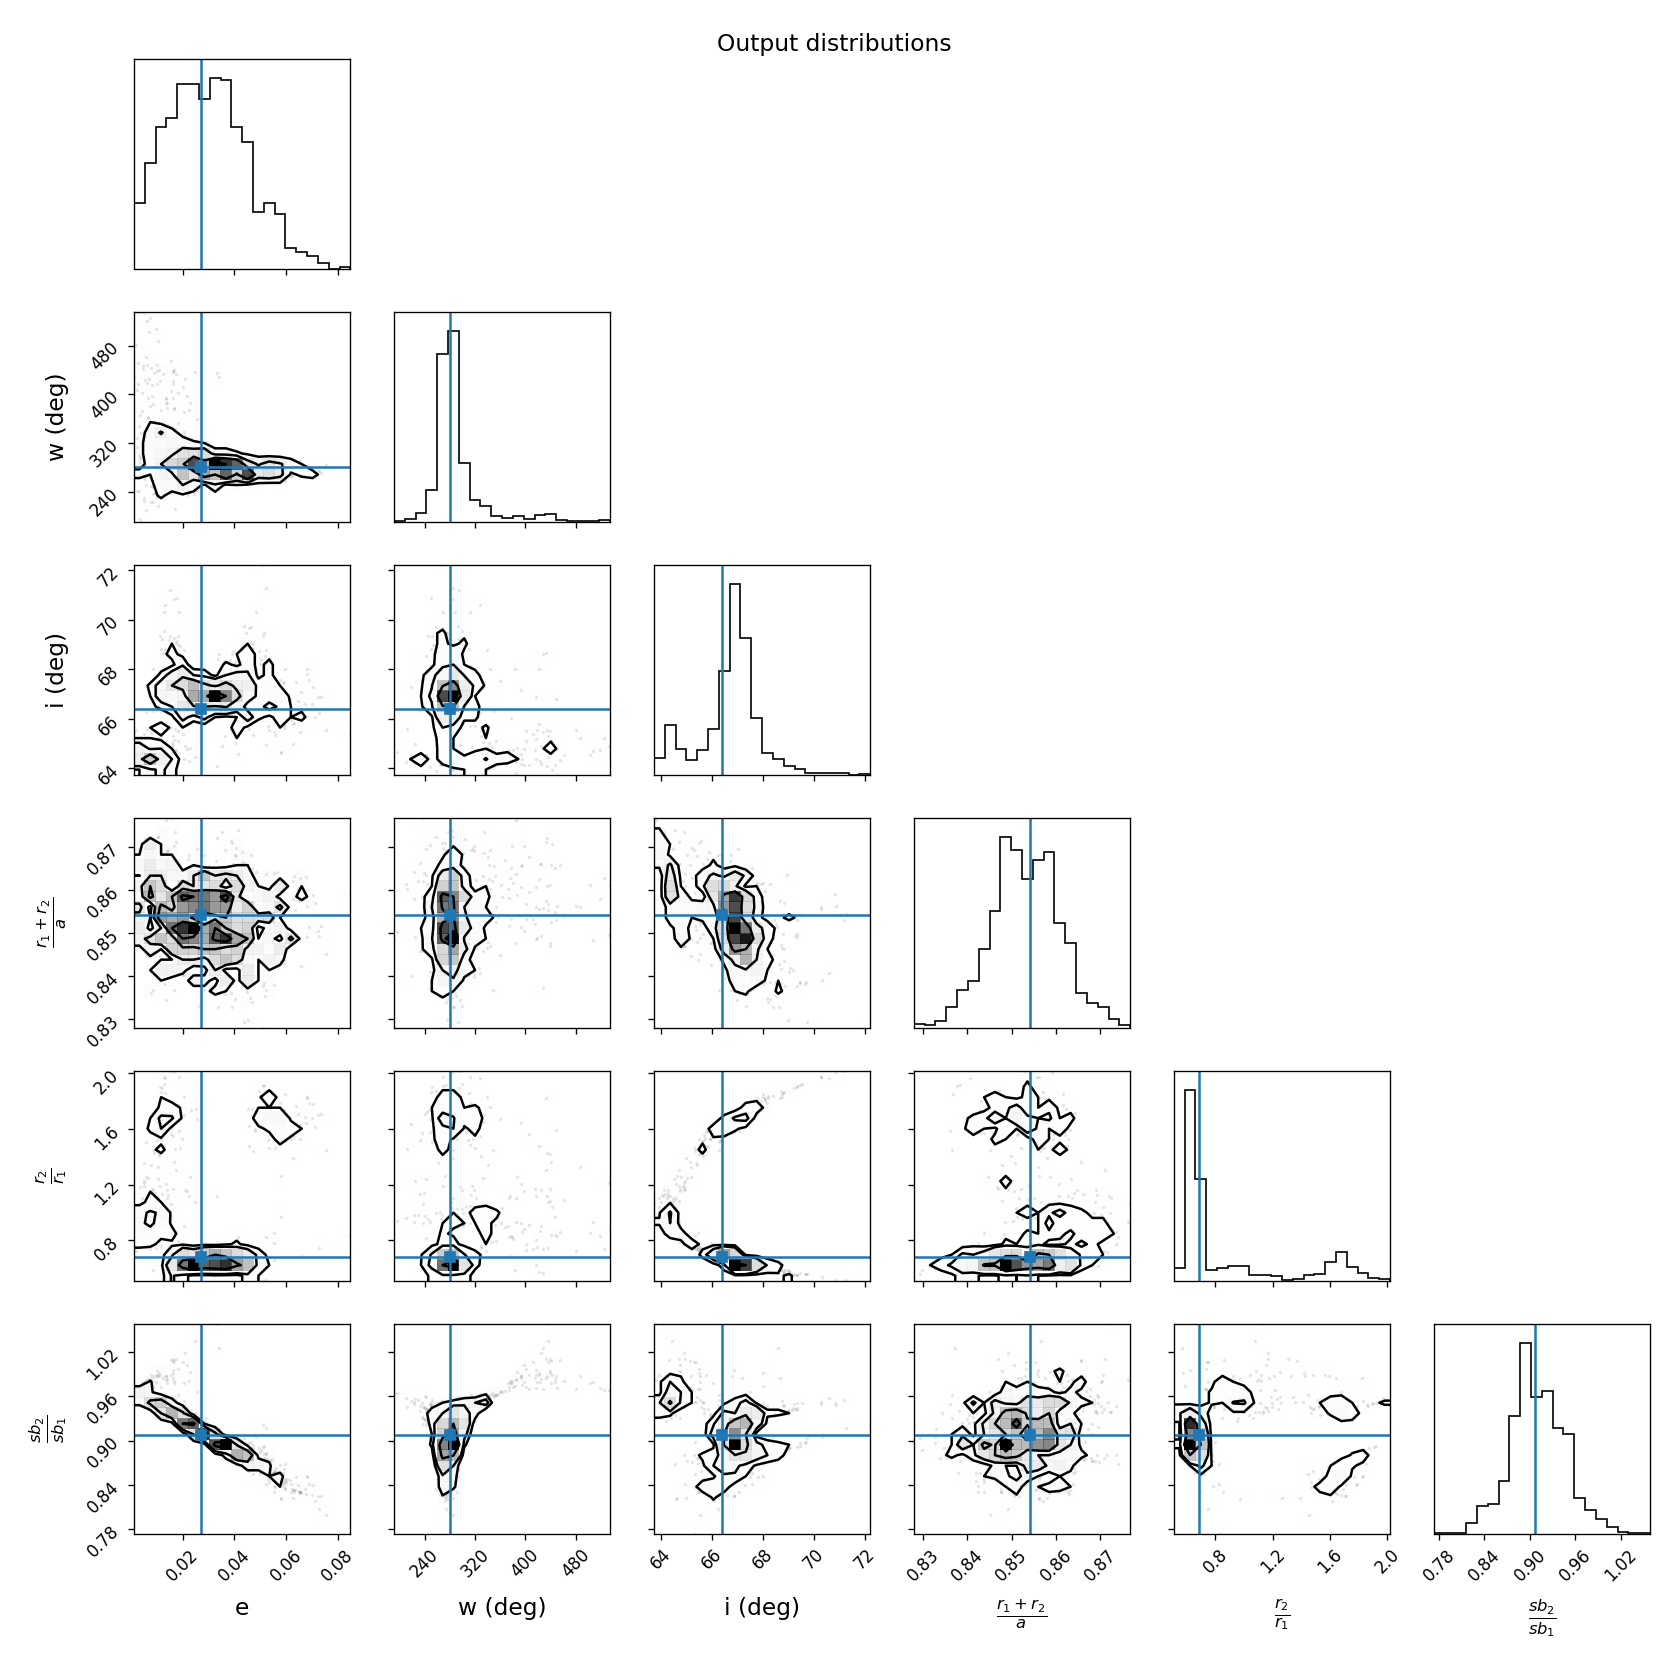 Output distributions
480
400
320
240
w (deg)
72
70
68
66
64
i (deg)
0.87
0.86
0.85
0.84
0.83
r₁ + r₂
a
2.0
1.6
1.2
0.8
r₂
r₁
1.02
0.96
0.90
0.84
0.78
sb₂
sb₁
0.02 0.04 0.06 0.08
240 320 400 480
64 66 68 70 72
0.83 0.84 0.85 0.86 0.87
0.8 1.2 1.6 2.0
0.78 0.84 0.90 0.96 1.02
e
w (deg)
i (deg)
r₁ + r₂
a
r₂
r₁
sb₂
sb₁